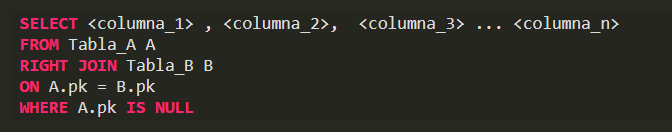 SELECT <columna_1> , <columna_2>,  <columna_3> ... <columna_n>
FROM Tabla_A A
RIGHT JOIN Tabla_B B
ON A.pk = B.pk
WHERE A.pk IS NULL